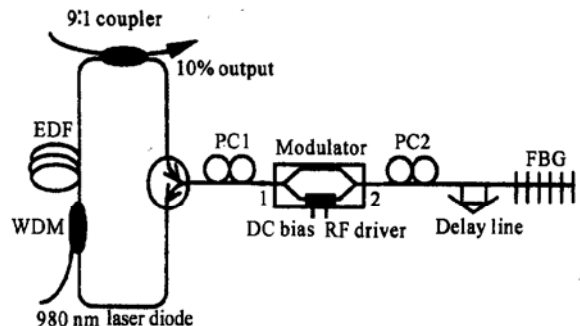 9:1 coupler
10% output
EDF
PC1
Modulator
PC2
FBG
1
2
WDM
DC bias RF driver
Delay line
980 nm laser diode